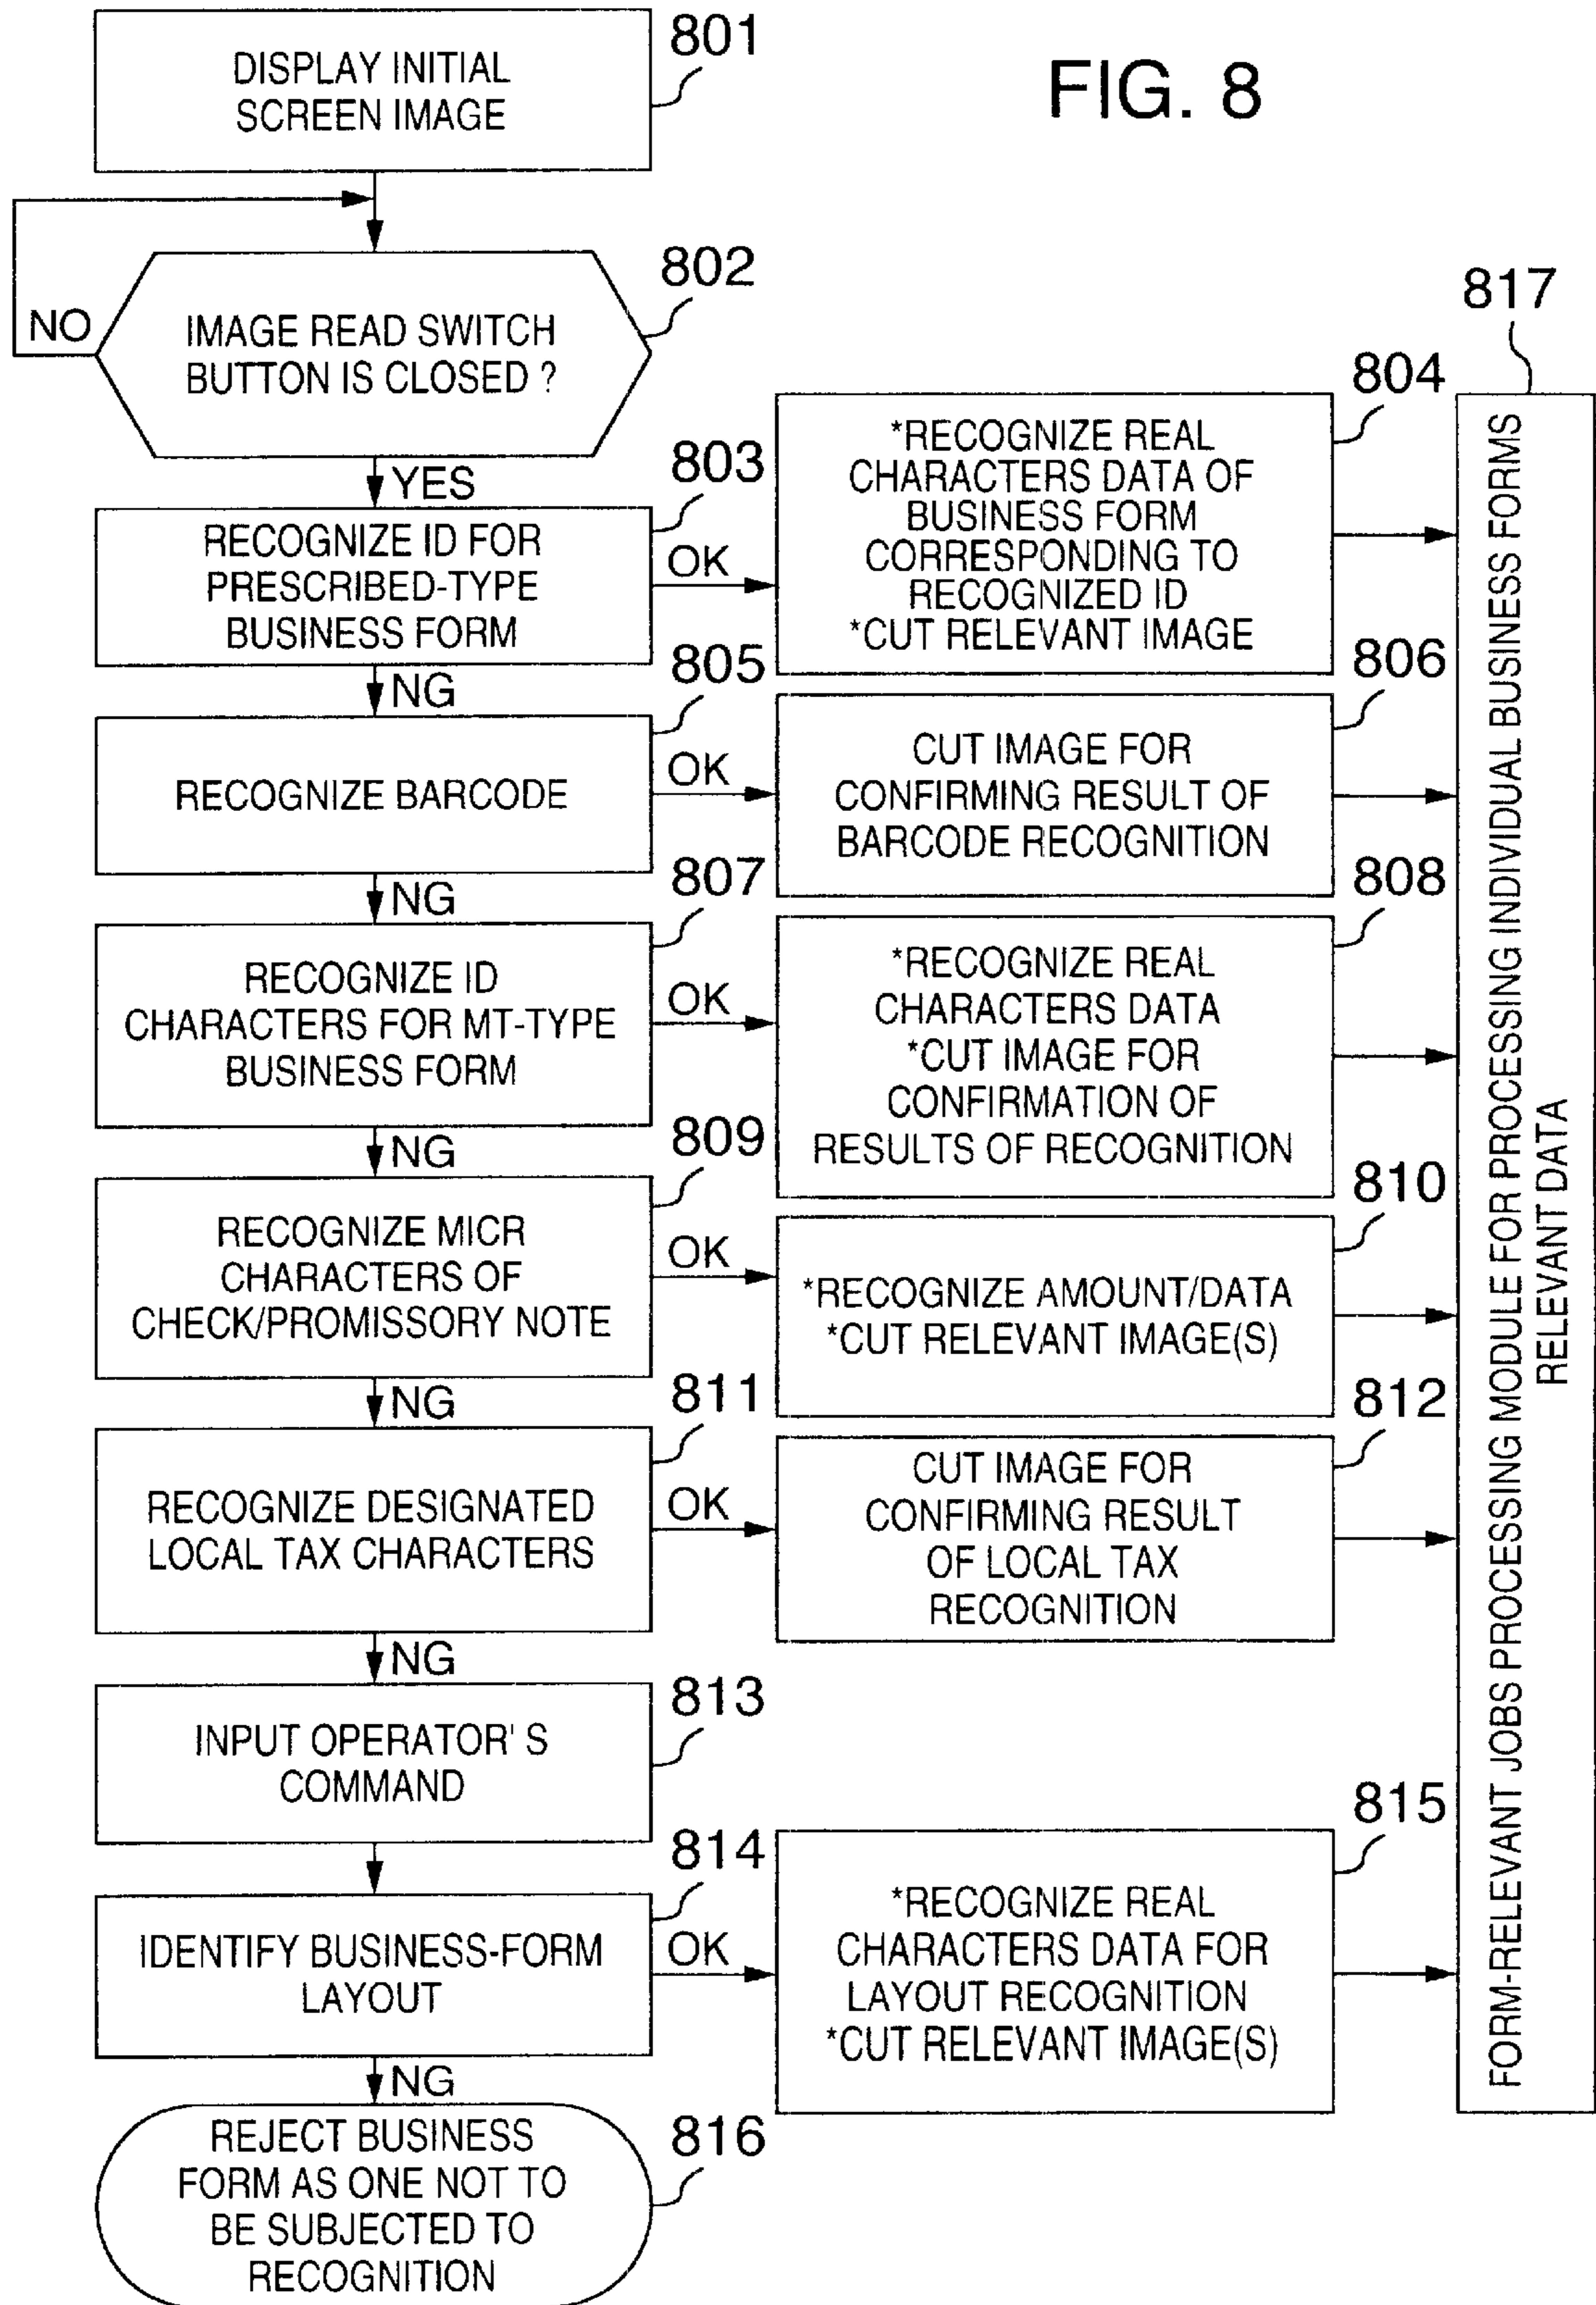 FIG. 8
801
DISPLAY INITIAL
SCREEN IMAGE
802
NO
IMAGE READ SWITCH
BUTTON IS CLOSED ?
YES
803
RECOGNIZE ID FOR
PRESCRIBED-TYPE
BUSINESS FORM
OK
804
*RECOGNIZE REAL
CHARACTERS DATA OF
BUSINESS FORM
CORRESPONDING TO
RECOGNIZED ID
*CUT RELEVANT IMAGE
NG
805
RECOGNIZE BARCODE
OK
806
CUT IMAGE FOR
CONFIRMING RESULT OF
BARCODE RECOGNITION
NG
807
RECOGNIZE ID
CHARACTERS FOR MT-TYPE
BUSINESS FORM
OK
808
*RECOGNIZE REAL
CHARACTERS DATA
*CUT IMAGE FOR
CONFIRMATION OF
RESULTS OF RECOGNITION
NG
809
RECOGNIZE MICR
CHARACTERS OF
CHECK/PROMISSORY NOTE
OK
810
*RECOGNIZE AMOUNT/DATA
*CUT RELEVANT IMAGE(S)
NG
811
RECOGNIZE DESIGNATED
LOCAL TAX CHARACTERS
OK
812
CUT IMAGE FOR
CONFIRMING RESULT
OF LOCAL TAX
RECOGNITION
NG
813
INPUT OPERATOR' S
COMMAND
814
IDENTIFY BUSINESS-FORM
LAYOUT
OK
815
*RECOGNIZE REAL
CHARACTERS DATA FOR
LAYOUT RECOGNITION
*CUT RELEVANT IMAGE(S)
NG
816
REJECT BUSINESS
FORM AS ONE NOT TO
BE SUBJECTED TO
RECOGNITION
817
FORM-RELEVANT JOBS PROCESSING MODULE FOR PROCESSING INDIVIDUAL BUSINESS FORMS
RELEVANT DATA